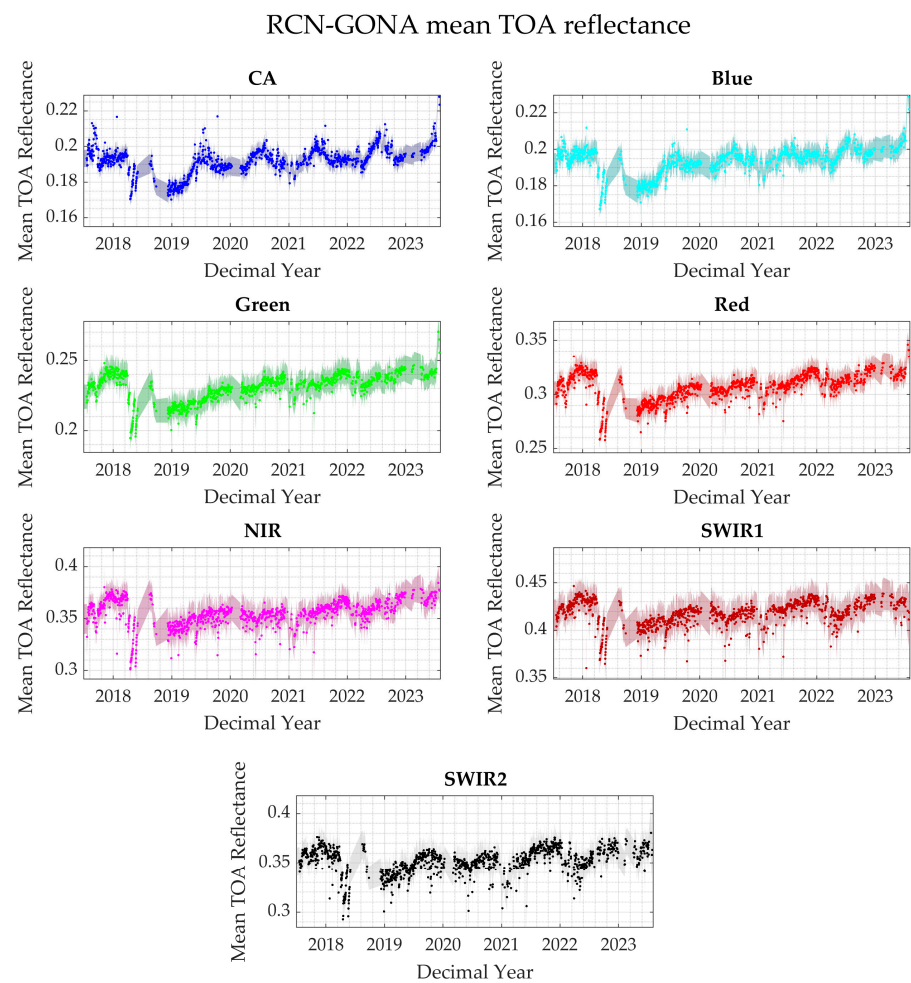 RCN-GONA mean TOA reflectance
CA
Mean TOA Reflectance
0.22
0.2
0.18
0.16
2018 2019 2020 2021 2022 2023
Decimal Year
Blue
Mean TOA Reflectance
0.22
0.2
0.18
0.16
2018 2019 2020 2021 2022 2023
Decimal Year
Green
Mean TOA Reflectance
0.25
0.2
2018 2019 2020 2021 2022 2023
Decimal Year
Red
Mean TOA Reflectance
0.35
0.3
0.25
2018 2019 2020 2021 2022 2023
Decimal Year
NIR
Mean TOA Reflectance
0.4
0.35
0.3
2018 2019 2020 2021 2022 2023
Decimal Year
SWIR1
Mean TOA Reflectance
0.45
0.4
0.35
2018 2019 2020 2021 2022 2023
Decimal Year
SWIR2
Mean TOA Reflectance
0.4
0.35
0.3
2018 2019 2020 2021 2022 2023
Decimal Year